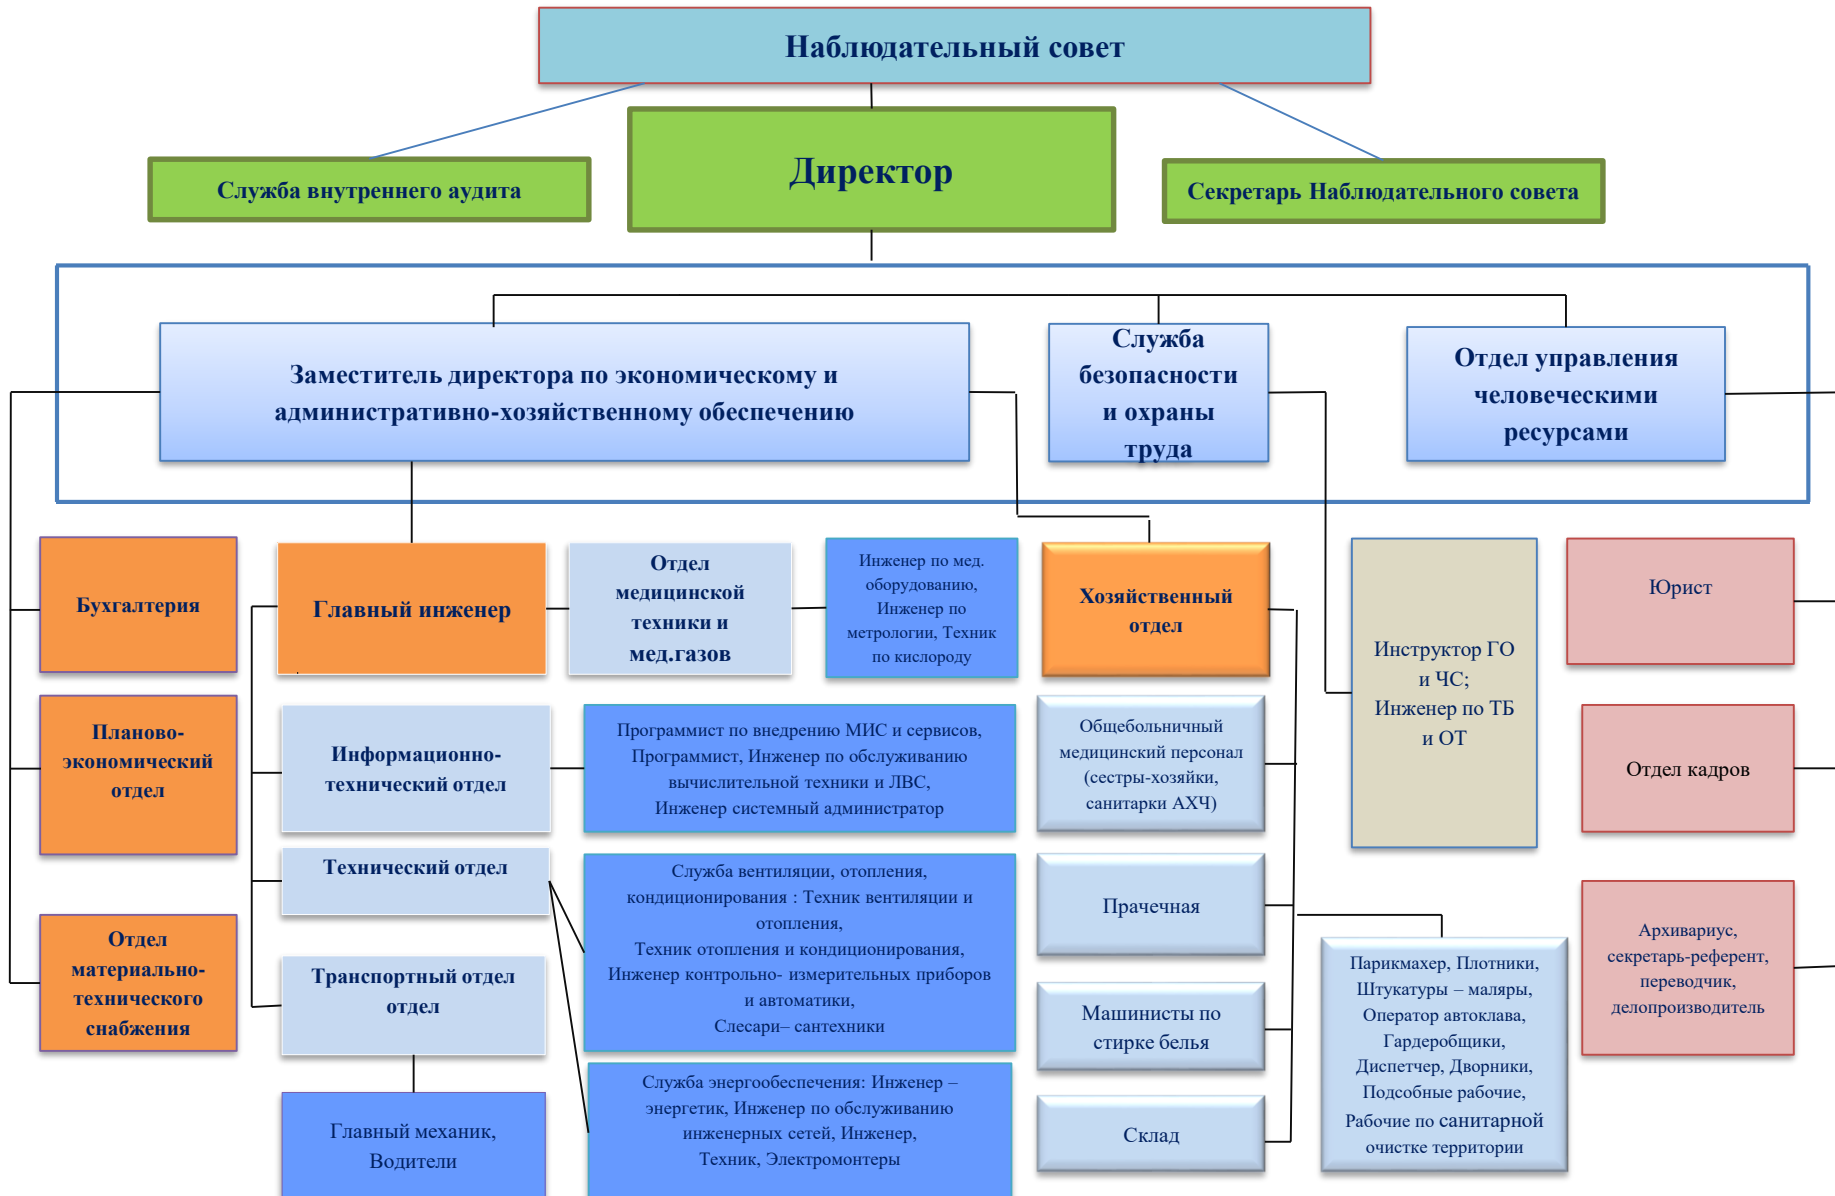 Наблюдательный совет
Директор
Служба внутреннего аудита
Секретарь Наблюдательного совета
Заместитель директора по экономическому и
административно-хозяйственному обеспечению
Служба
безопасности
и охраны
труда
Отдел управления
человеческими
ресурсами
Бухгалтерия
Главный инженер
Отдел
медицинской
техники и
мед.газов
Инженер по мед.
оборудованию,
Инженер по
метрологии, Техник
по кислороду
Хозяйственный
отдел
Инструктор ГО
и ЧС;
Инженер по ТБ
и ОТ
Юрист
Планово-
экономический
отдел
Информационно-
технический отдел
Программист по внедрению МИС и сервисов,
Программист, Инженер по обслуживанию
вычислительной техники и ЛВС,
Инженер системный администратор
Общебольничный
медицинский персонал
(сестры-хозяйки,
санитарки АХЧ)
Отдел кадров
Технический отдел
Служба вентиляции, отопления,
кондиционирования : Техник вентиляции и
отопления,
Техник отопления и кондиционирования,
Инженер контрольно- измерительных приборов
и автоматики,
Слесари– сантехники
Прачечная
Отдел
материально-
технического
снабжения
Транспортный отдел
отдел
Машинисты по
стирке белья
Парикмахер, Плотники,
Штукатуры – маляры,
Оператор автоклава,
Гардеробщики,
Диспетчер, Дворники,
Подсобные рабочие,
Рабочие по санитарной
очистке территории
Архивариус,
секретарь-референт,
переводчик,
делопроизводитель
Главный механик,
Водители
Служба энергообеспечения: Инженер –
энергетик, Инженер по обслуживанию
инженерных сетей, Инженер,
Техник, Электромонтеры
Склад